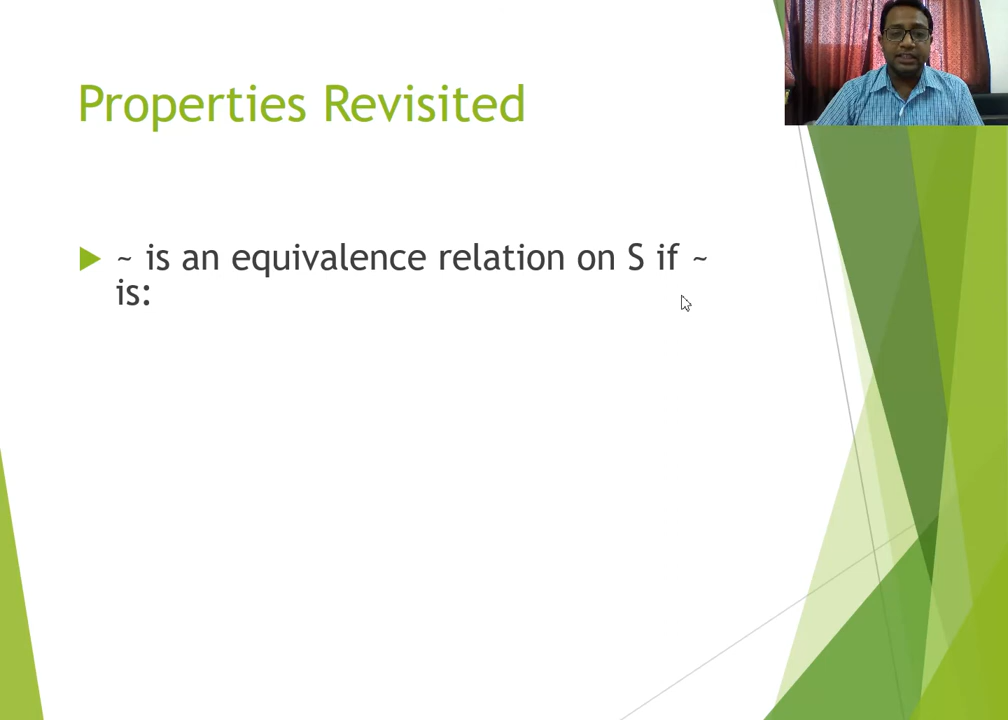 Properties Revisited
~ is an equivalence relation on S if ~
is: